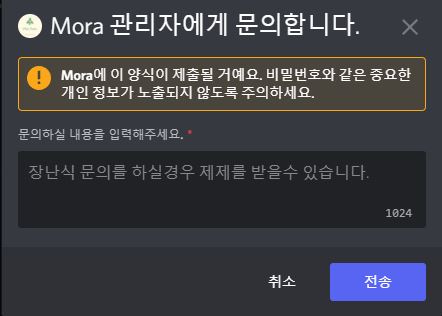 Mora 관리자에게 문의합니다.
Mora에 이 양식이 제출될 거예요. 비밀번호와 같은 중요한
개인 정보가 노출되지 않도록 주의하세요.
문의하실 내용을 입력해주세요. *
장난식 문의를 하실경우 제제를 받을수 있습니다.
1024
취소 전송